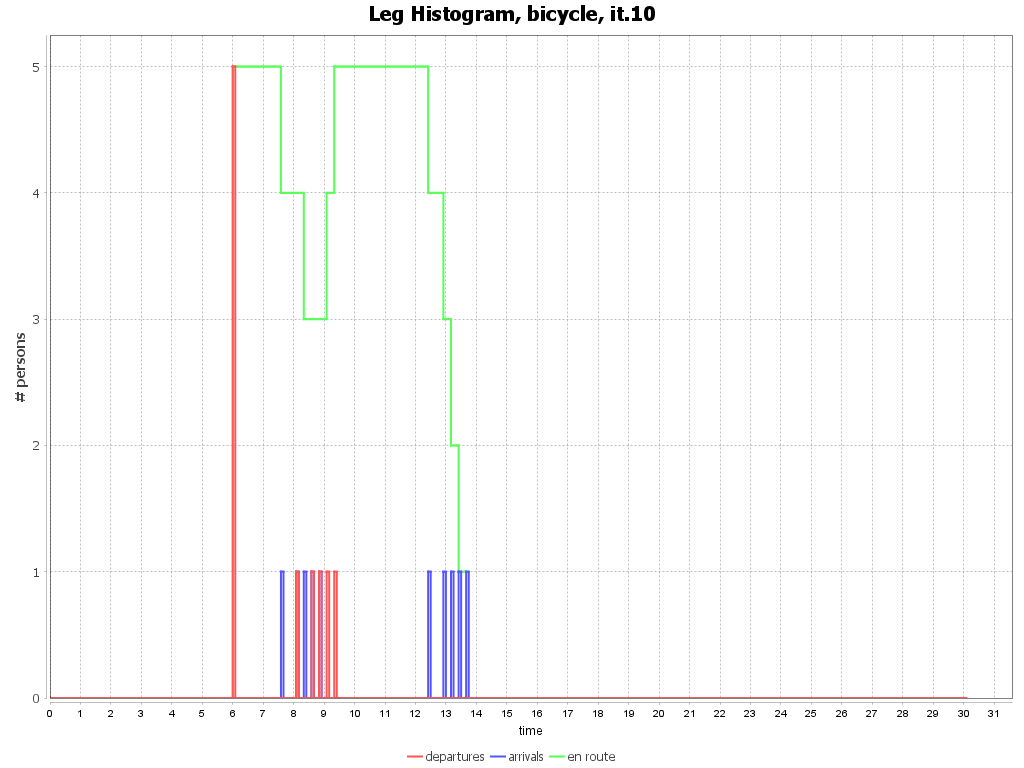 Leg Histogram, bicycle, it.10
# persons
5
4
3
2
1
0
0 1 2 3 4 5 6 7 8 9 10 11 12 13 14 15 16 17 18 19 20 21 22 23 24 25 26 27 28 29 30 31
time
departures arrivals en route